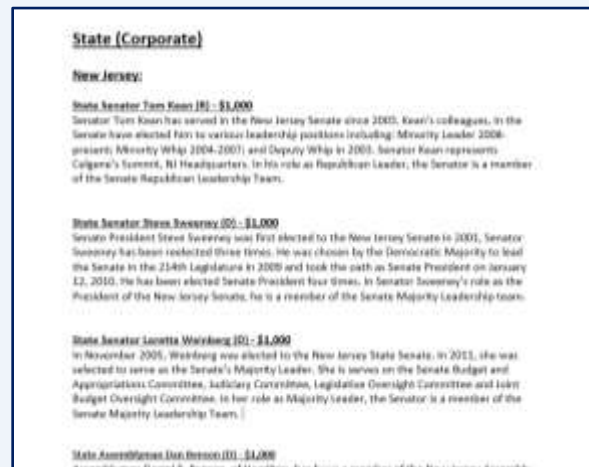 State (Corporate)
New Jersey:
State Senator Tom Kean (R) - $1,000
Senator Tom Kean has served in the New Jersey Senate since 2003. Kean's colleagues, in the
Senate have elected him to various leadership positions including: Minority Leader 2008-
present; Minority Whip 2004-2007; and Deputy Whip in 2003. Senator Kean represents
Celgene's Summit, NJ Headquarters. In his role as Republican Leader, the Senator is a member
of the Senate Republican Leadership Team.
State Senator Steve Sweeney (D) - $1,000
Senate President Steve Sweeney was first elected to the New Jersey Senate in 2001, Senator
Sweeney has been reelected three times. He was chosen by the Democratic Majority to lead
the Senate in the 214th Legislature in 2009 and took the oath as Senate President on January
12, 2010. He has been elected Senate President four times. In Senator Sweeney's role as the
President of the New Jersey Senate, he is a member of the Senate Majority Leadership team.
State Senator Loretta Weinberg (D) - $1,000
In November 2005, Weinberg was elected to the New Jersey State Senate. In 2011, she was
selected to serve as the Senate's Majority Leader. She is serves on the Senate Budget and
Appropriations Committee, Judiciary Committee, Legislative Oversight Committee and Joint
Budget Oversight Committee. In her role as Majority Leader, the Senator is a member of the
Senate Majority Leadership Team.
State Assemblyman Dan Benson (D) - $1,000